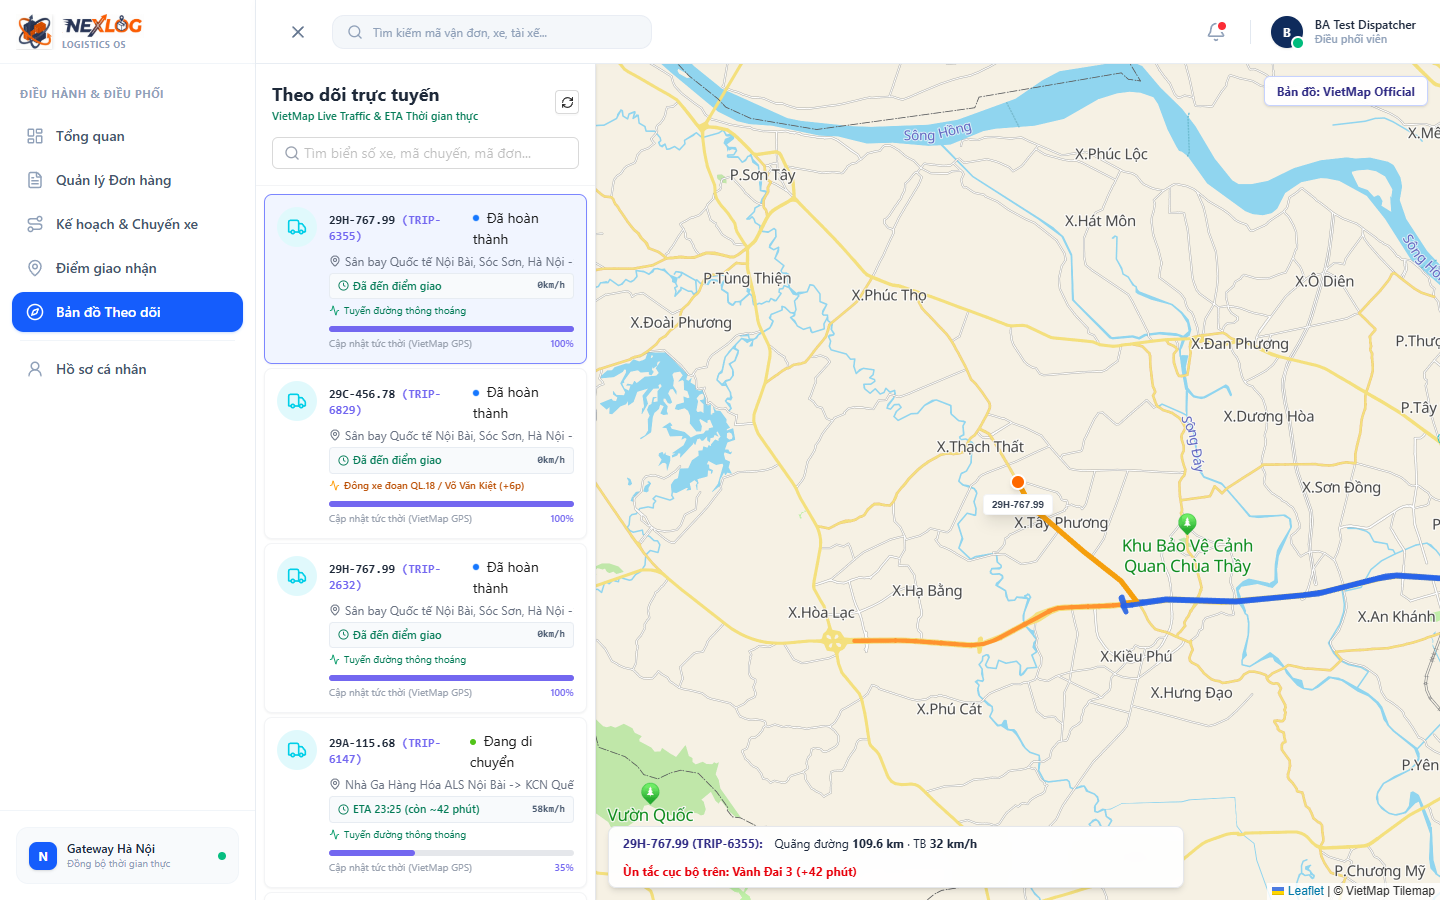 NEXLOG
LOGISTICS OS
Tìm kiếm mã vận đơn, xe, tài xế...
B
BA Test Dispatcher
Điều phối viên
ĐIỀU HÀNH & ĐIỀU PHỐI
Tổng quan
Quản lý Đơn hàng
Kế hoạch & Chuyến xe
Điểm giao nhận
Bản đồ Theo dõi
Hồ sơ cá nhân
N
Gateway Hà Nội
Đồng bộ thời gian thực
Theo dõi trực tuyến
VietMap Live Traffic & ETA Thời gian thực
Tìm biển số xe, mã chuyến, mã đơn...
29H-767.99 (TRIP-6355)
Đã hoàn thành
Sân bay Quốc tế Nội Bài, Sóc Sơn, Hà Nội -
Đã đến điểm giao
0km/h
Tuyến đường thông thoáng
Cập nhật tức thời (VietMap GPS)
100%
29C-456.78 (TRIP-6829)
Đã hoàn thành
Sân bay Quốc tế Nội Bài, Sóc Sơn, Hà Nội -
Đã đến điểm giao
0km/h
Đông xe đoạn QL.18 / Võ Văn Kiệt (+6p)
Cập nhật tức thời (VietMap GPS)
100%
29H-767.99 (TRIP-2632)
Đã hoàn thành
Sân bay Quốc tế Nội Bài, Sóc Sơn, Hà Nội -
Đã đến điểm giao
0km/h
Tuyến đường thông thoáng
Cập nhật tức thời (VietMap GPS)
100%
29A-115.68 (TRIP-6147)
Đang di chuyển
Nhà Ga Hàng Hóa ALS Nội Bài -> KCN Quế
ETA 23:25 (còn ~42 phút)
58km/h
Tuyến đường thông thoáng
Cập nhật tức thời (VietMap GPS)
35%
Bản đồ: VietMap Official
Sông Hồng
X.Phúc Lộc
P.Sơn Tây
X.Hát Môn
P.Tùng Thiện
X.Phúc Thọ
X.Ô Diên
X.Đoài Phương
X.Đan Phượng
X.Dương Hòa
P.Tây
Sông Đáy
X.Thạch Thất
X.Sơn Đồng
29H-767.99
X.Tây Phương
Khu Bảo Vệ Cảnh
Quan Chùa Thầy
X.Hạ Bằng
X.Hòa Lạc
X.An Khánh
X.Kiều Phú
X.Hưng Đạo
X.Phú Cát
P.Yên
Vườn Quốc
P.Chương Mỹ
29H-767.99 (TRIP-6355): Quãng đường 109.6 km · TB 32 km/h
Ùn tắc cục bộ trên: Vành Đai 3 (+42 phút)
Leaflet | © VietMap Tilemap